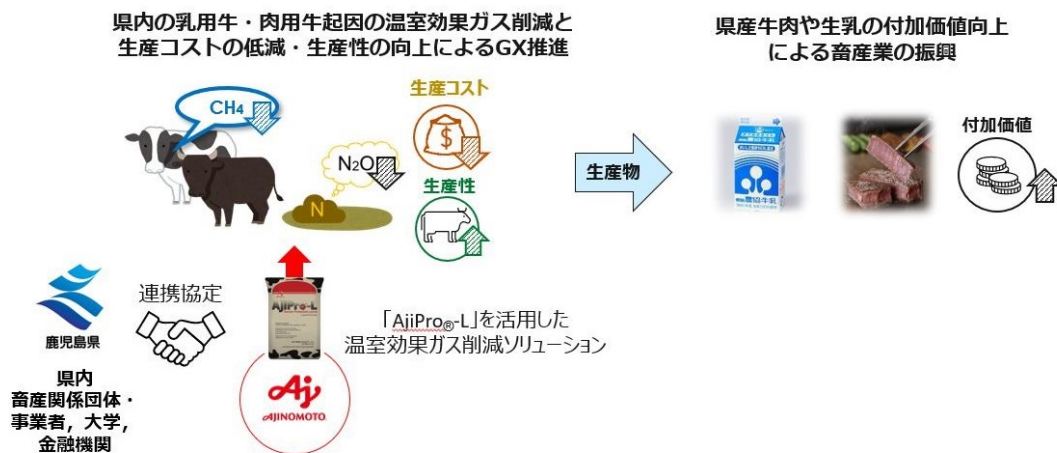 県内の乳用牛・肉用牛起因の温室効果ガス削減と
生産コストの低減・生産性の向上によるGX推進
県産牛肉や生乳の付加価値向上
による畜産業の振興
CH4
N2O
N
生産コスト
$
生産性
生産物
農協牛乳
付加価値
鹿児島県
連携協定
AjiPro-L
「AjiPro®-L」を活用した
温室効果ガス削減ソリューション
県内
畜産関係団体・
事業者，大学，
金融機関
Aj
AJINOMOTO